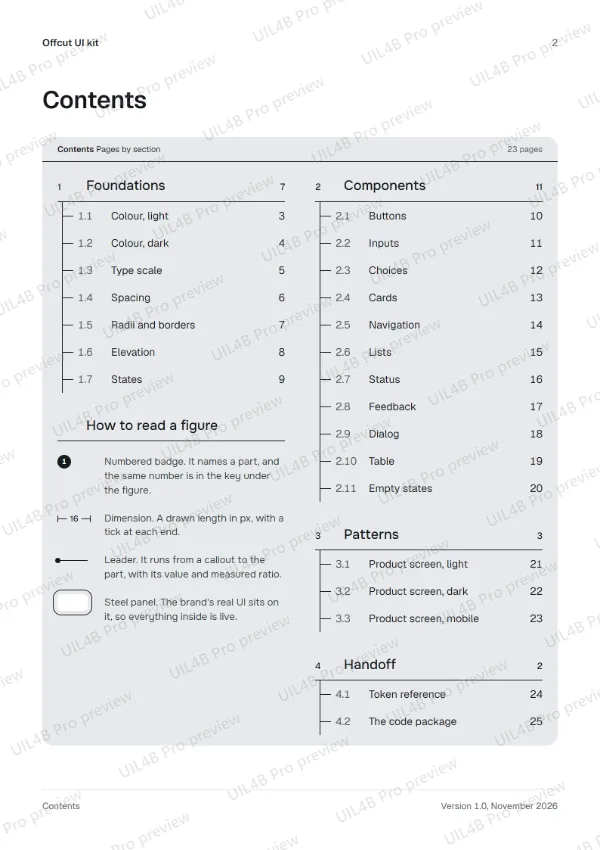 Offcut UI kit
2
Contents
Contents Pages by section
23 pages
1 Foundations 7
1.1 Colour, light 3
1.2 Colour, dark 4
1.3 Type scale 5
1.4 Spacing 6
1.5 Radii and borders 7
1.6 Elevation 8
1.7 States 9
How to read a figure
1 Numbered badge. It names a part, and
the same number is in the key under
the figure.
16 Dimension. A drawn length in px, with a
tick at each end.
Leader. It runs from a callout to the
part, with its value and measured ratio.
Steel panel. The brand's real UI sits on
it, so everything inside is live.
2 Components 11
2.1 Buttons 10
2.2 Inputs 11
2.3 Choices 12
2.4 Cards 13
2.5 Navigation 14
2.6 Lists 15
2.7 Status 16
2.8 Feedback 17
2.9 Dialog 18
2.10 Table 19
2.11 Empty states 20
3 Patterns 3
3.1 Product screen, light 21
3.2 Product screen, dark 22
3.3 Product screen, mobile 23
4 Handoff 2
4.1 Token reference 24
4.2 The code package 25
Contents
Version 1.0, November 2026
UIL4B Pro preview